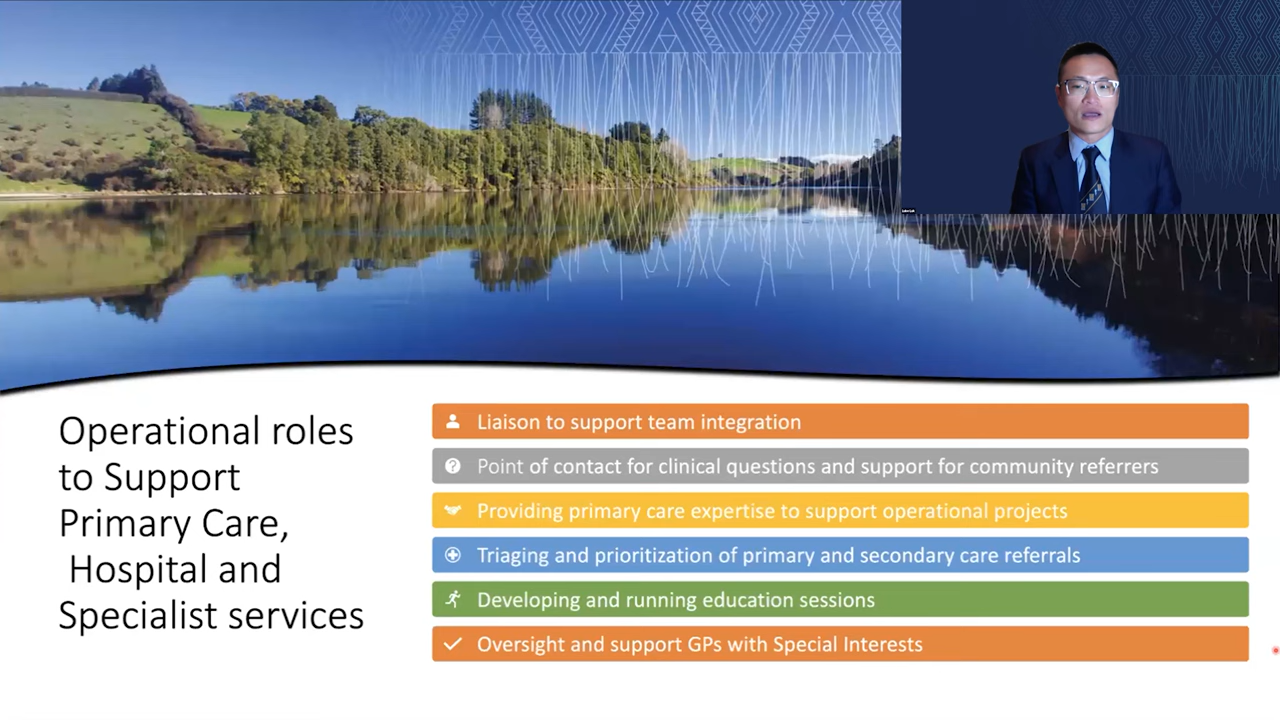 Operational roles
to Support
Primary Care,
Hospital and
Specialist services
Liaison to support team integration
Point of contact for clinical questions and support for community referrers
Providing primary care expertise to support operational projects
Triaging and prioritization of primary and secondary care referrals
Developing and running education sessions
Oversight and support GPs with Special Interests